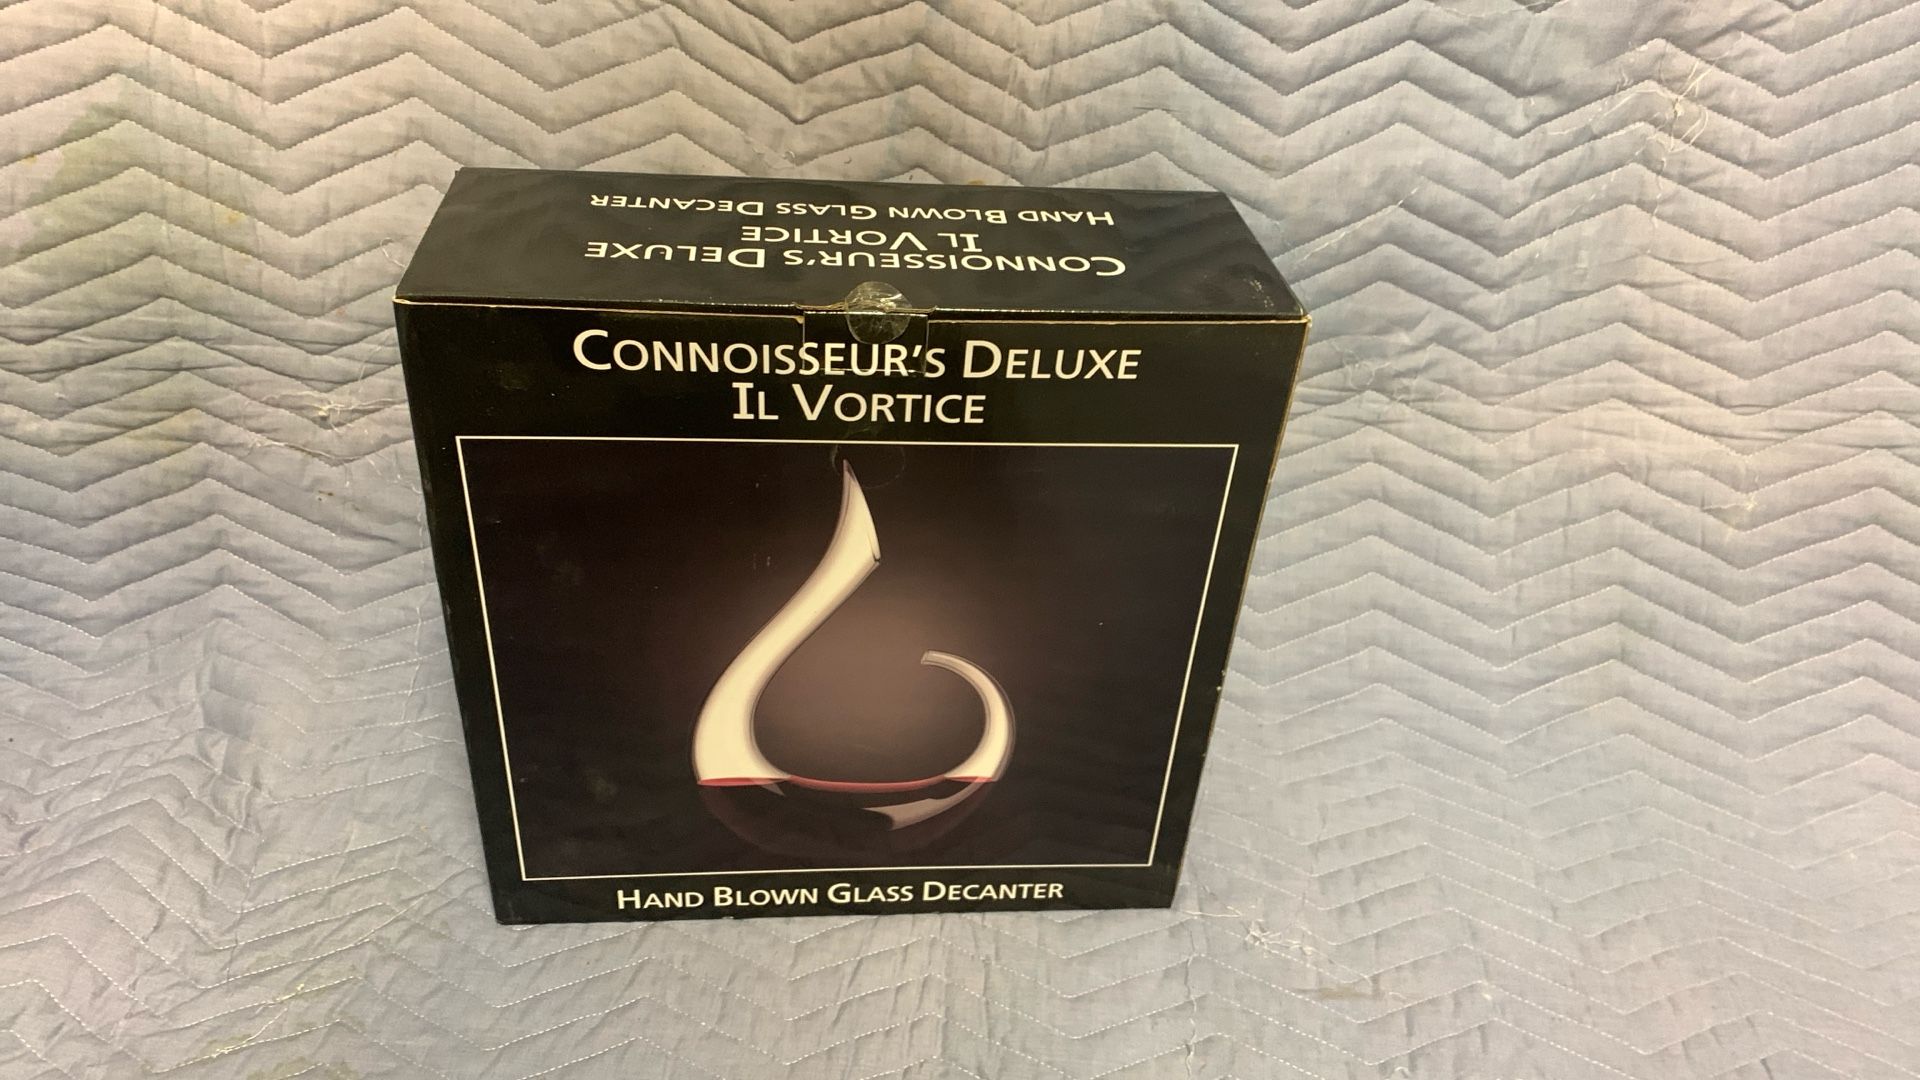 HAND BLOWN GLASS DECANTER
IL VORTICE
CONNOISSEUR'S DELUXE
CONNOISSEUR'S DELUXE
IL VORTICE
HAND BLOWN GLASS DECANTER